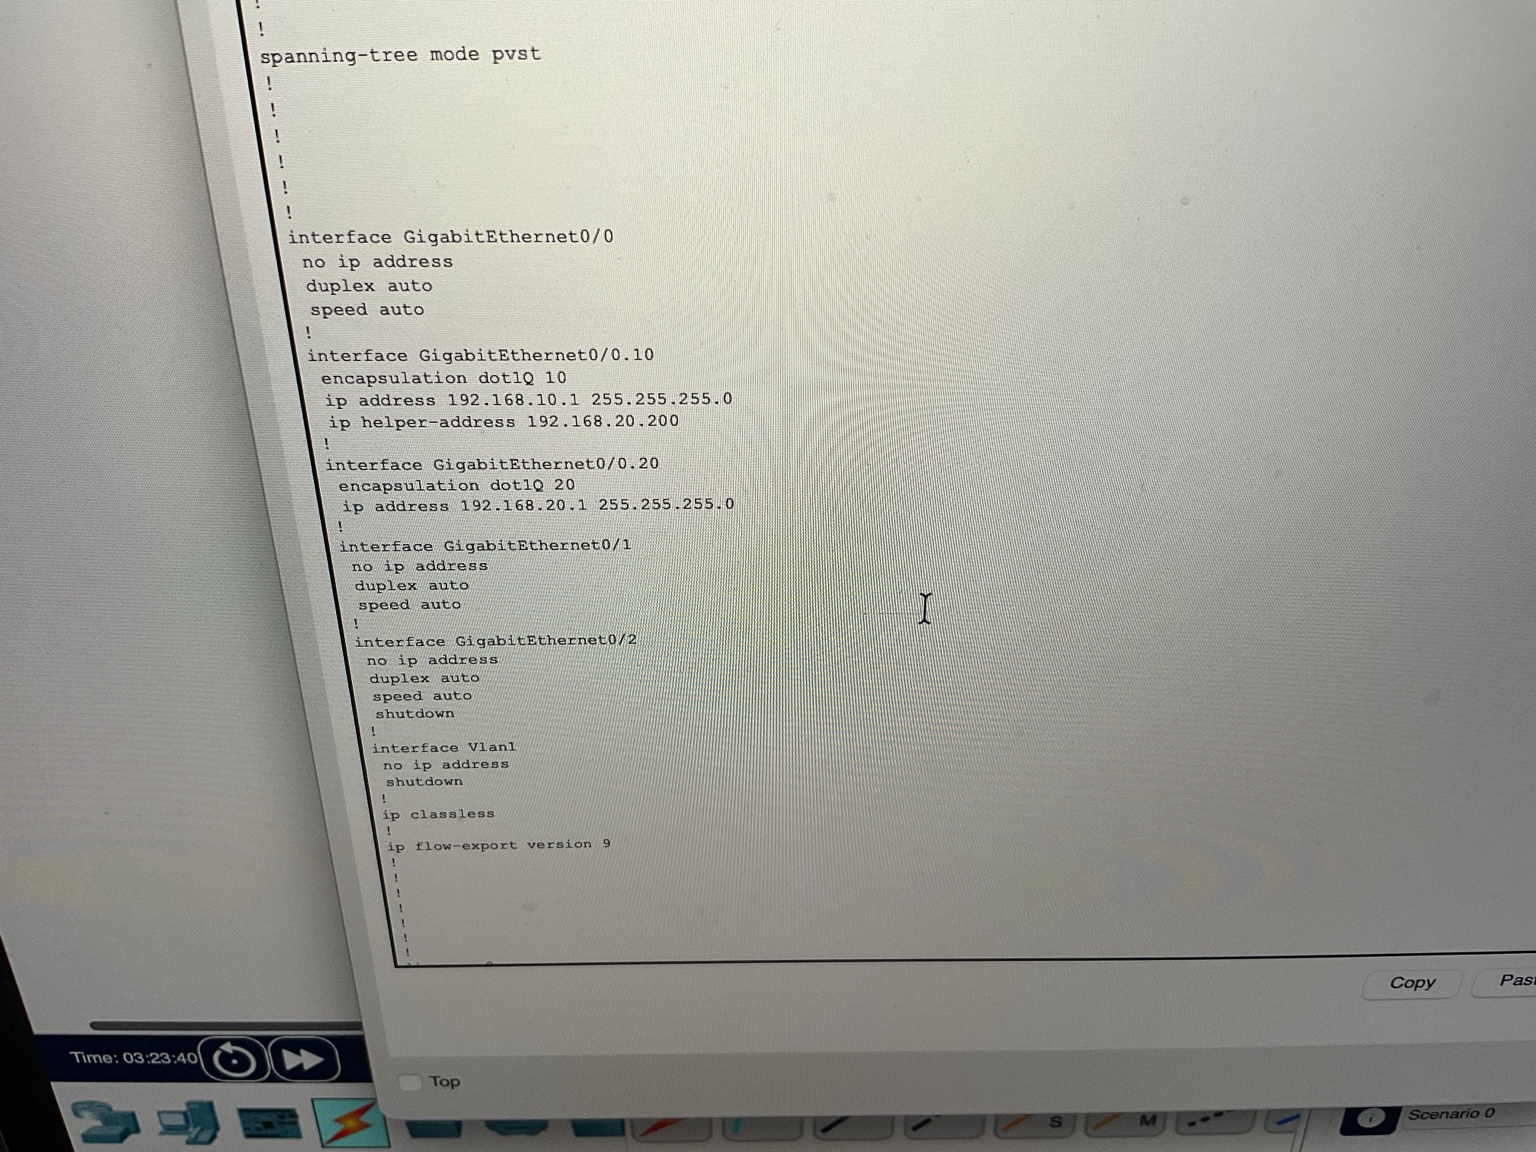 !
!
spanning-tree mode pvst
!
!
!
!
!
!
interface GigabitEthernet0/0
no ip address
duplex auto
speed auto
!
interface GigabitEthernet0/0.10
encapsulation dot1Q 10
ip address 192.168.10.1 255.255.255.0
ip helper-address 192.168.20.200
!
interface GigabitEthernet0/0.20
encapsulation dot1Q 20
ip address 192.168.20.1 255.255.255.0
!
interface GigabitEthernet0/1
no ip address
duplex auto
speed auto
!
interface GigabitEthernet0/2
no ip address
duplex auto
speed auto
shutdown
!
interface Vlan1
no ip address
shutdown
!
ip classless
!
ip flow-export version 9
!
!
!
!
!
!
!
Copy
Time: 03:23:40
Top
S
M
Scenario 0